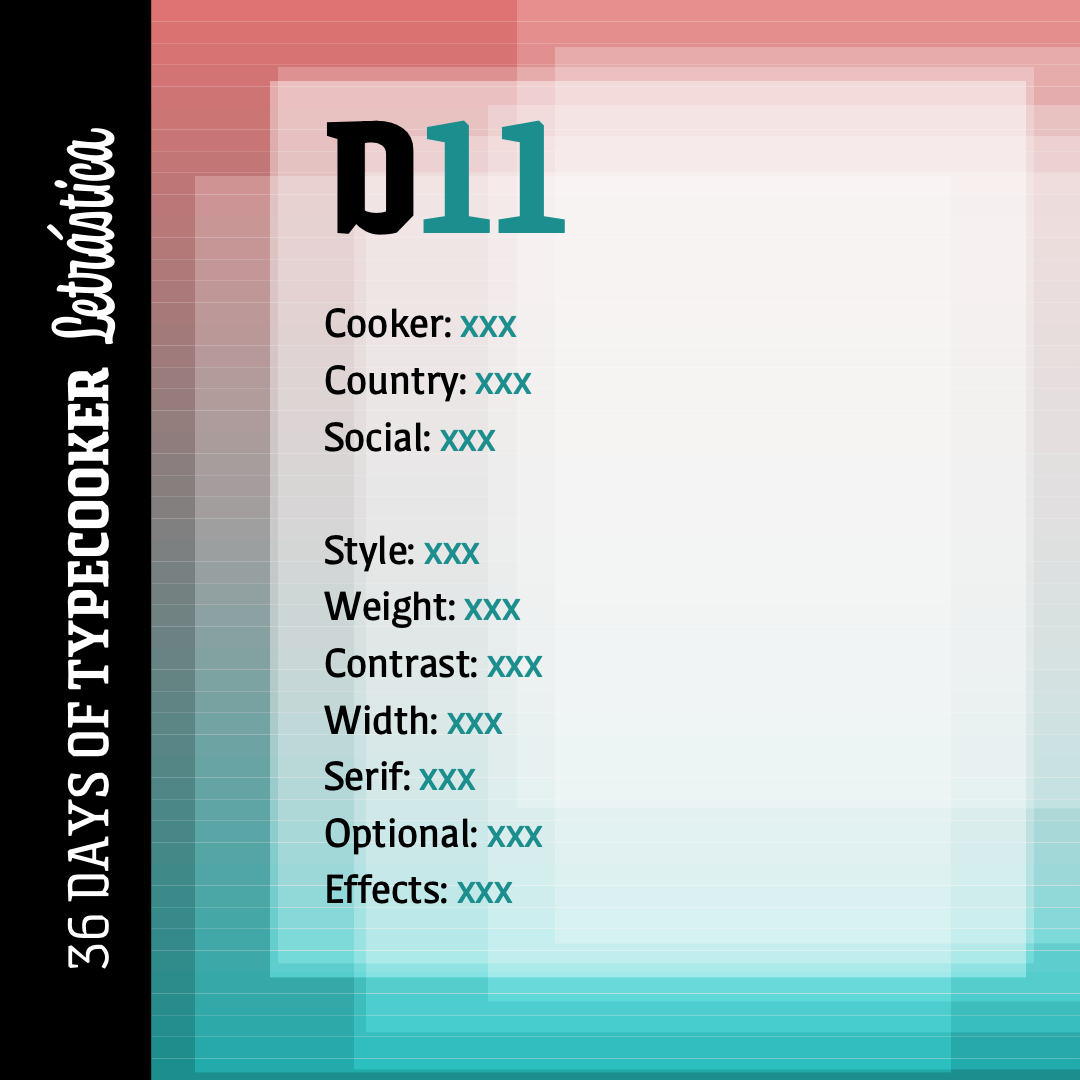 36 DAYS OF TYPECOOKER Letrástica
D11
Cooker: xxx
Country: xxx
Social: xxx
Style: xxx
Weight: xxx
Contrast: xxx
Width: xxx
Serif: xxx
Optional: xxx
Effects: xxx